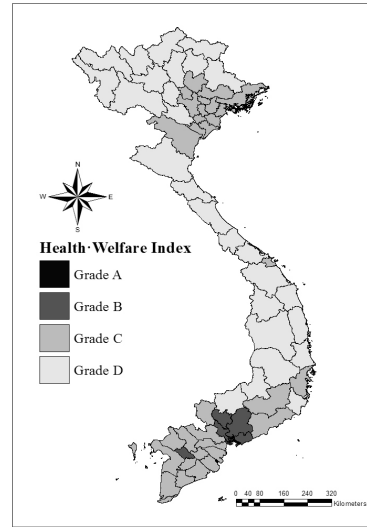 N
W E
S
Health·Welfare Index
Grade A
Grade B
Grade C
Grade D
0 40 80 160 240 320
Kilometers